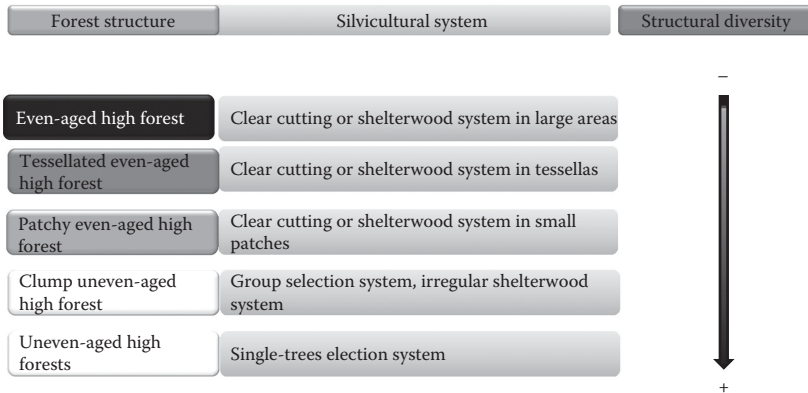 Forest structure
Silvicultural system
Structural diversity
–
Even-aged high forest
Clear cutting or shelterwood system in large areas
Tessellated even-aged
high forest
Clear cutting or shelterwood system in tessellas
Patchy even-aged high
forest
Clear cutting or shelterwood system in small
patches
Clump uneven-aged
high forest
Group selection system, irregular shelterwood
system
Uneven-aged high
forests
Single-trees election system
+